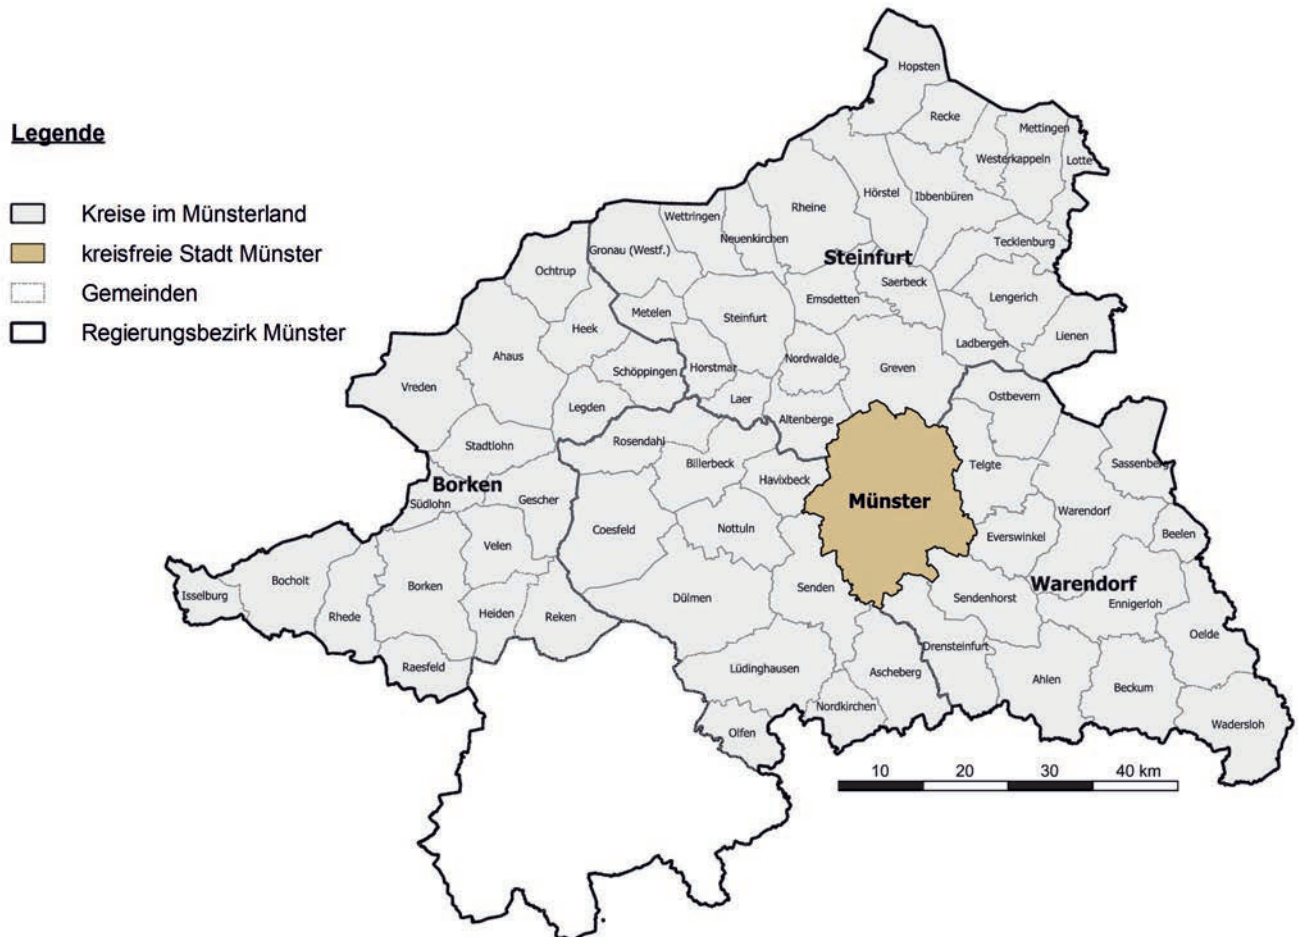 Legende
Kreise im Münsterland
kreisfreie Stadt Münster
Gemeinden
Regierungsbezirk Münster
Hopsten
Recke
Mettingen
Westerkappeln
Lotte
Hörstel
Ibbenbüren
Rheine
Wettringen
Neuenkirchen
Gronau (Westf.)
Tecklenburg
Steinfurt
Ochtrup
Saerbeck
Emsdetten
Lengerich
Metelen
Steinfurt
Heek
Lienen
Ladbergen
Ahaus
Nordwalde
Greven
Schöppingen
Horstmar
Vreden
Laer
Ostbevern
Legden
Altenberge
Stadtlohn
Rosendahl
Billerbeck
Telgte
Sassenberg
Havixbeck
Borken
Südlohn
Gescher
Münster
Warendorf
Coesfeld
Nottuln
Everswinkel
Beelen
Velen
Bocholt
Borken
Isselburg
Senden
Warendorf
Dülmen
Sendenhorst
Ennigerloh
Rhede
Heiden
Reken
Oelde
Drensteinfurt
Raesfeld
Lüdinghausen
Ascheberg
Ahlen
Beckum
Nordkirchen
Olfen
Wadersloh
10 20 30 40 km